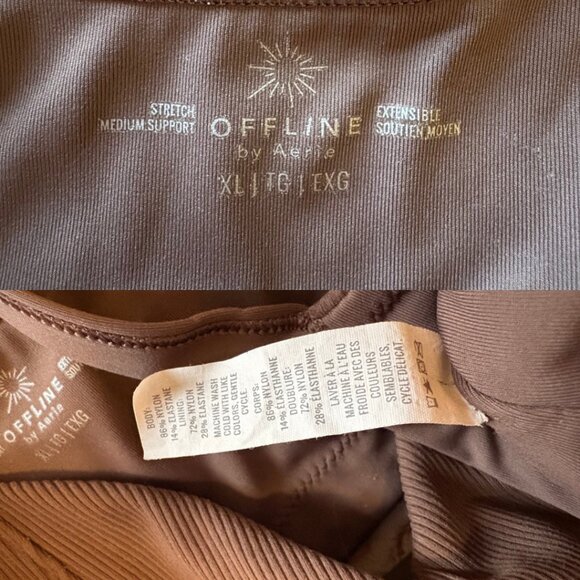 STRETCH
MEDIUM SUPPORT
OFFLINE
by Aerie
EXTENSIBLE
SOUTIEN MOYEN
XL | TG | EXG
OFFLINE
by Aerie
XL | TG | EXG
BODY:
86% NYLON
14% ELASTANE
LINING:
72% NYLON
28% ELASTANE
MACHINE WASH
COLD WITH LIKE
COLORS, GENTLE
CYCLE.
CORPS:
86% NYLON
14% ÉLASTHANNE
DOUBLURE:
72% NYLON
28% ÉLASTHANNE
LAVER À LA
MACHINE À L'EAU
FROIDE AVEC DES
COULEURS
SEMBLABLES,
CYCLE DÉLICAT.